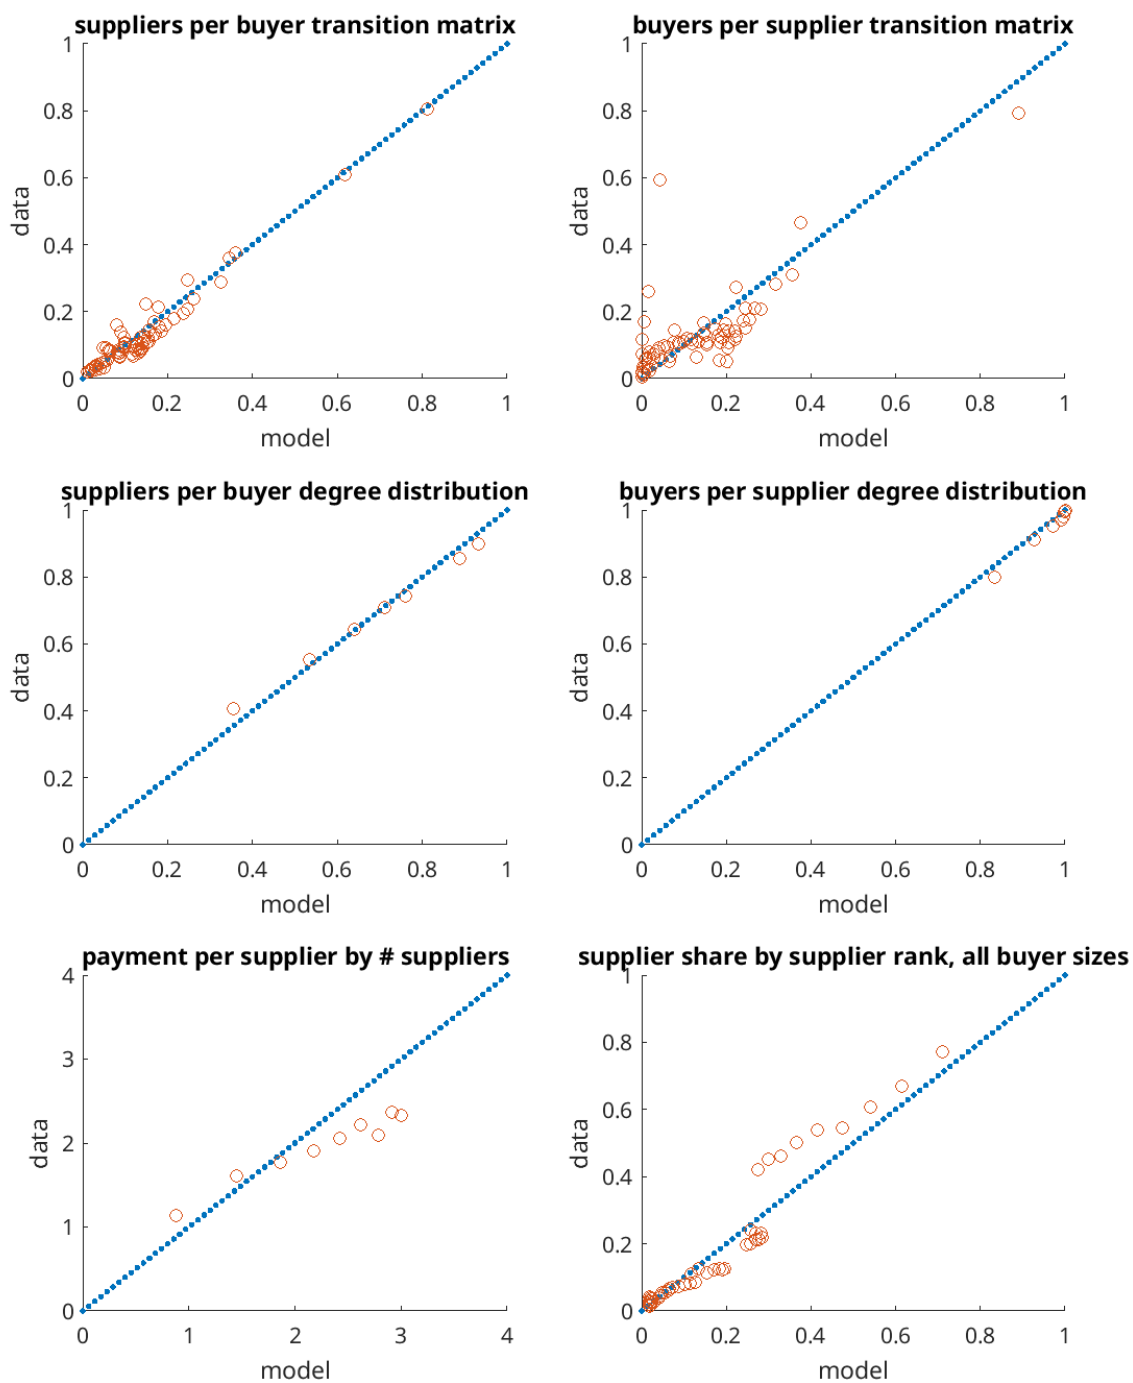 suppliers per buyer transition matrix
1
0.8
0.6
0.4
0.2
0
data
0 0.2 0.4 0.6 0.8 1
model
buyers per supplier transition matrix
1
0.8
0.6
0.4
0.2
0
data
0 0.2 0.4 0.6 0.8 1
model
suppliers per buyer degree distribution
1
0.8
0.6
0.4
0.2
0
data
0 0.2 0.4 0.6 0.8 1
model
buyers per supplier degree distribution
1
0.8
0.6
0.4
0.2
0
data
0 0.2 0.4 0.6 0.8 1
model
payment per supplier by # suppliers
4
3
2
1
0
data
0 1 2 3 4
model
supplier share by supplier rank, all buyer sizes
1
0.8
0.6
0.4
0.2
0
data
0 0.2 0.4 0.6 0.8 1
model